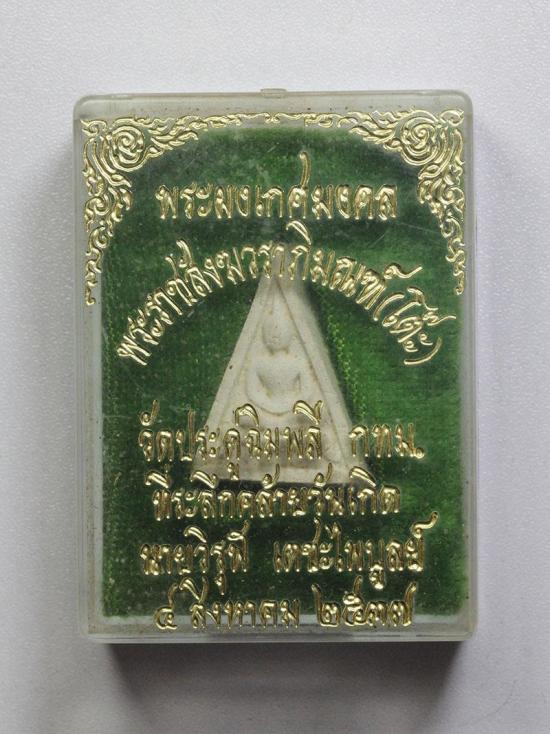 พระผงเกศมงคล
พระราชสังฆวราภิมณฑ์ (โต๊ะ)
วัดประดู่ฉิมพลี กทม.
ที่ระลึกคล้ายวันเกิด
นายวิรุฬ เตชะไพบูลย์
๔ สิงหาคม ๒๕๓๗